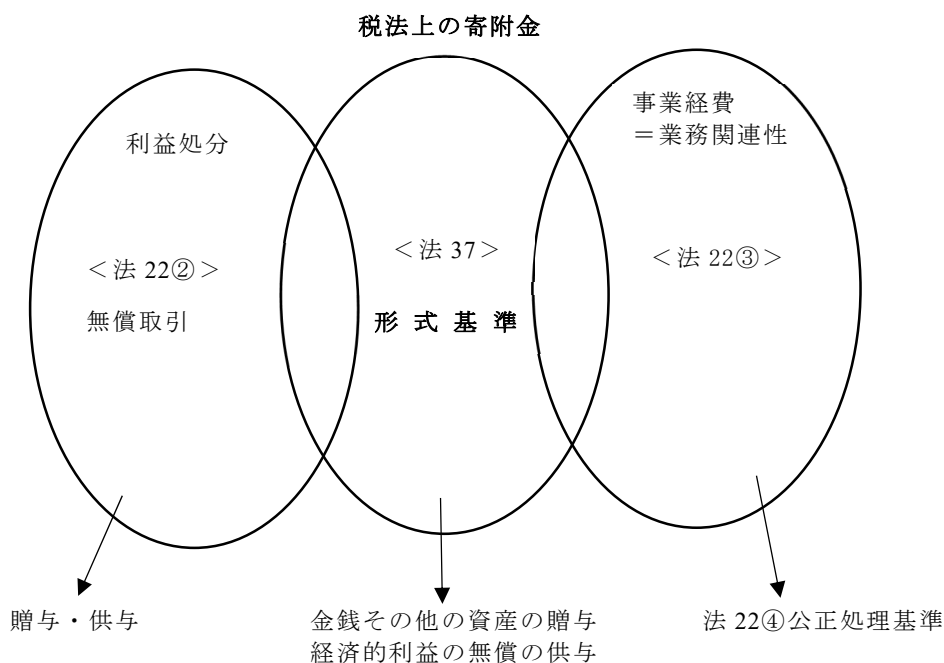 税法上の寄附金
利益処分
＜法 22②＞
無償取引
＜法 37＞
形 式 基 準
事業経費
＝業務関連性
＜法 22③＞
贈与・供与
金銭その他の資産の贈与
経済的利益の無償の供与
法 22④公正処理基準